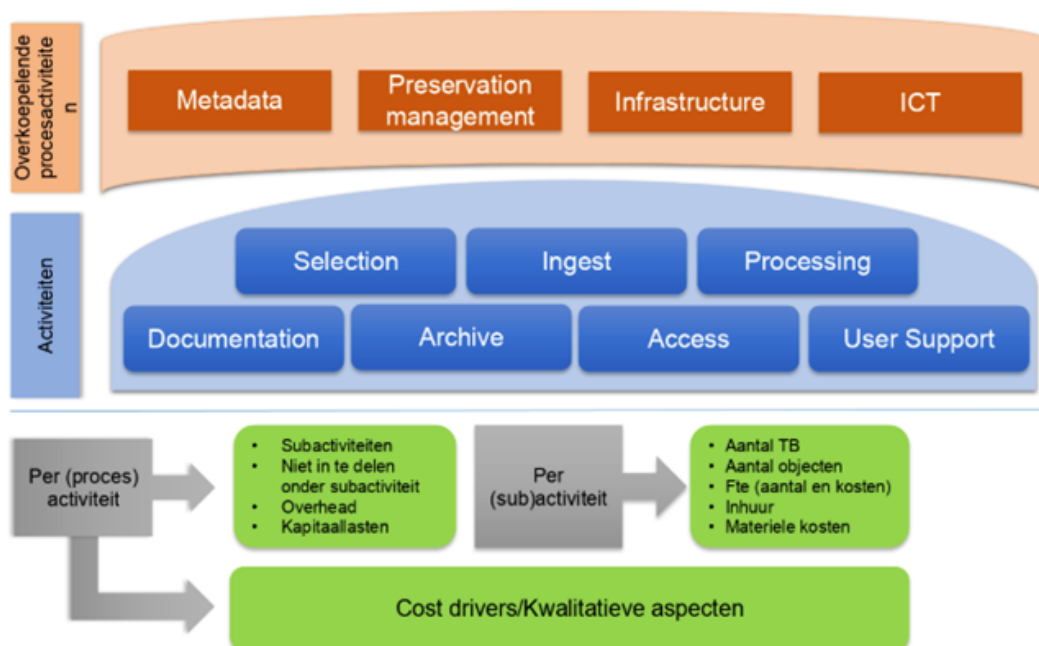 Overkoepelende
procesactiviteite
n
Metadata
Preservation
management
Infrastructure
ICT
Activiteiten
Selection
Ingest
Processing
Documentation
Archive
Access
User Support
Per (proces)
activiteit
• Subactiviteiten
• Niet in te delen
onder subactiviteit
• Overhead
• Kapitaallasten
Per
(sub)activiteit
• Aantal TB
• Aantal objecten
• Fte (aantal en kosten)
• Inhuur
• Materiele kosten
Cost drivers/Kwalitatieve aspecten